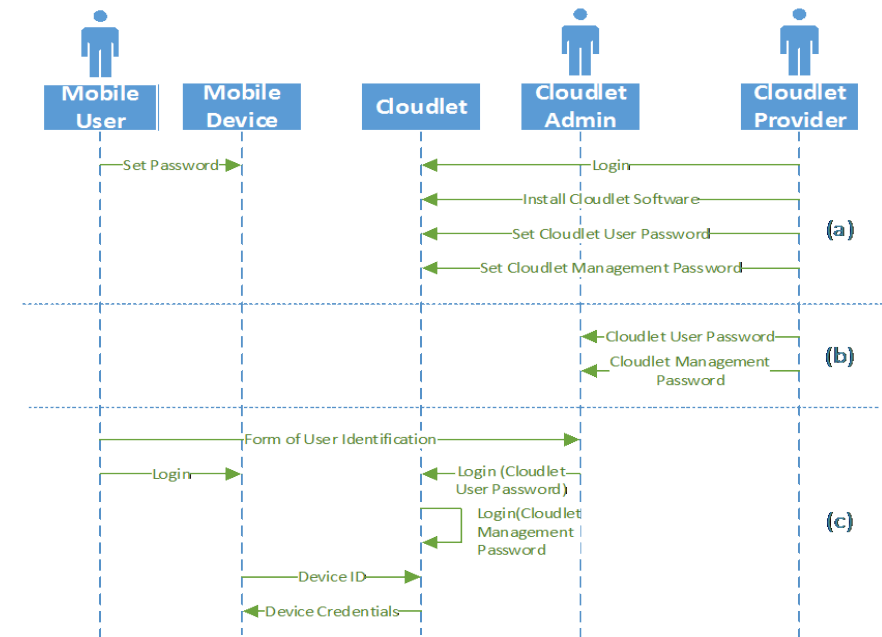 Mobile
User
Mobile
Device
Cloudlet
Cloudlet
Admin
Cloudlet
Provider
Set Password
Login
Install Cloudlet Software
Set Cloudlet User Password
(a)
Set Cloudlet Management Password
Cloudlet User Password
(b)
Cloudlet Management
Password
Form of User Identification
Login
Login (Cloudlet
User Password)
Login(Cloudlet
Management
Password
(c)
Device ID
Device Credentials